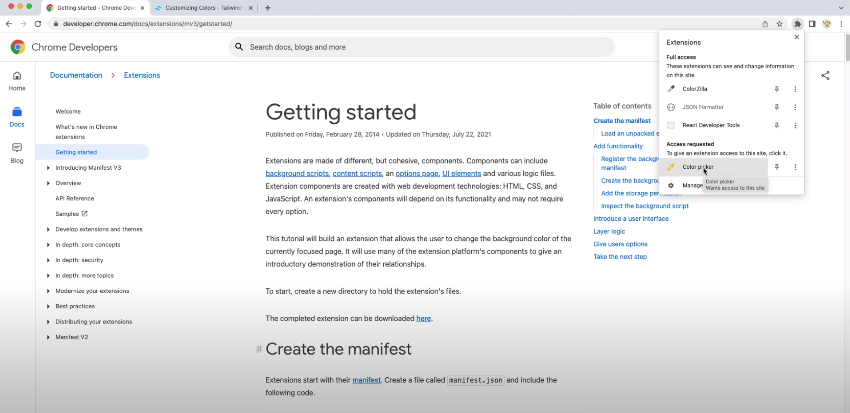 Getting started - Chrome Dev
Customizing Colors - Tailwind
developer.chrome.com/docs/extensions/mv3/getstarted/
Chrome Developers
Search docs, blogs and more
Home
Docs
Blog
Documentation
Extensions
Welcome
What's new in Chrome
extensions
Getting started
Introducing Manifest V3
Overview
API Reference
Samples
Develop extensions and themes
In depth: core concepts
In depth: security
In depth: more topics
Modernize your extensions
Best practices
Distributing your extensions
Manifest V2
Getting started
Published on Friday, February 28, 2014 • Updated on Thursday, July 22, 2021
Extensions are made of different, but cohesive, components. Components can include
background scripts, content scripts, an options page, UI elements and various logic files.
Extension components are created with web development technologies: HTML, CSS, and
JavaScript. An extension's components will depend on its functionality and may not require
every option.
This tutorial will build an extension that allows the user to change the background color of the
currently focused page. It will use many of the extension platform's components to give an
introductory demonstration of their relationships.
To start, create a new directory to hold the extension's files.
The completed extension can be downloaded here.
# Create the manifest
Extensions start with their manifest. Create a file called manifest.json and include the
following code.
Table of contents
Create the manifest
Load an unpacked e
Add functionality
Register the backg
manifest
Create the backgrou
Add the storage per
Inspect the background script
Introduce a user interface
Layer logic
Give users options
Take the next step
Extensions
Full access
These extensions can see and change information
on this site.
ColorZilla
JSON Formatter
React Developer Tools
Access requested
To give an extension access to this site, click it.
Color picker
Color picker
Wants access to this site
Manage